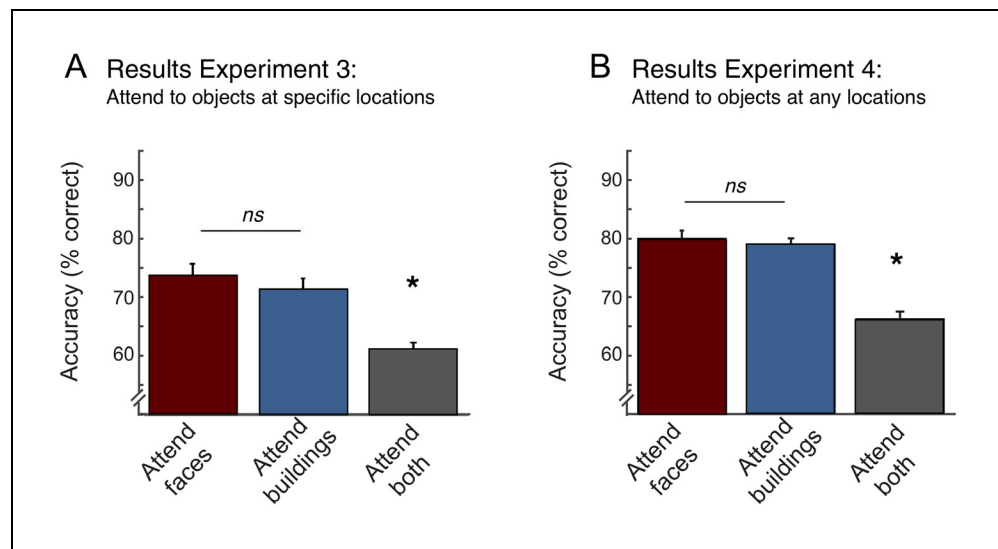 A Results Experiment 3:
Attend to objects at specific locations
Accuracy (% correct)
90
80
70
60
ns
*
Attend
faces
Attend
buildings
Attend
both
B Results Experiment 4:
Attend to objects at any locations
Accuracy (% correct)
90
80
70
60
ns
*
Attend
faces
Attend
buildings
Attend
both